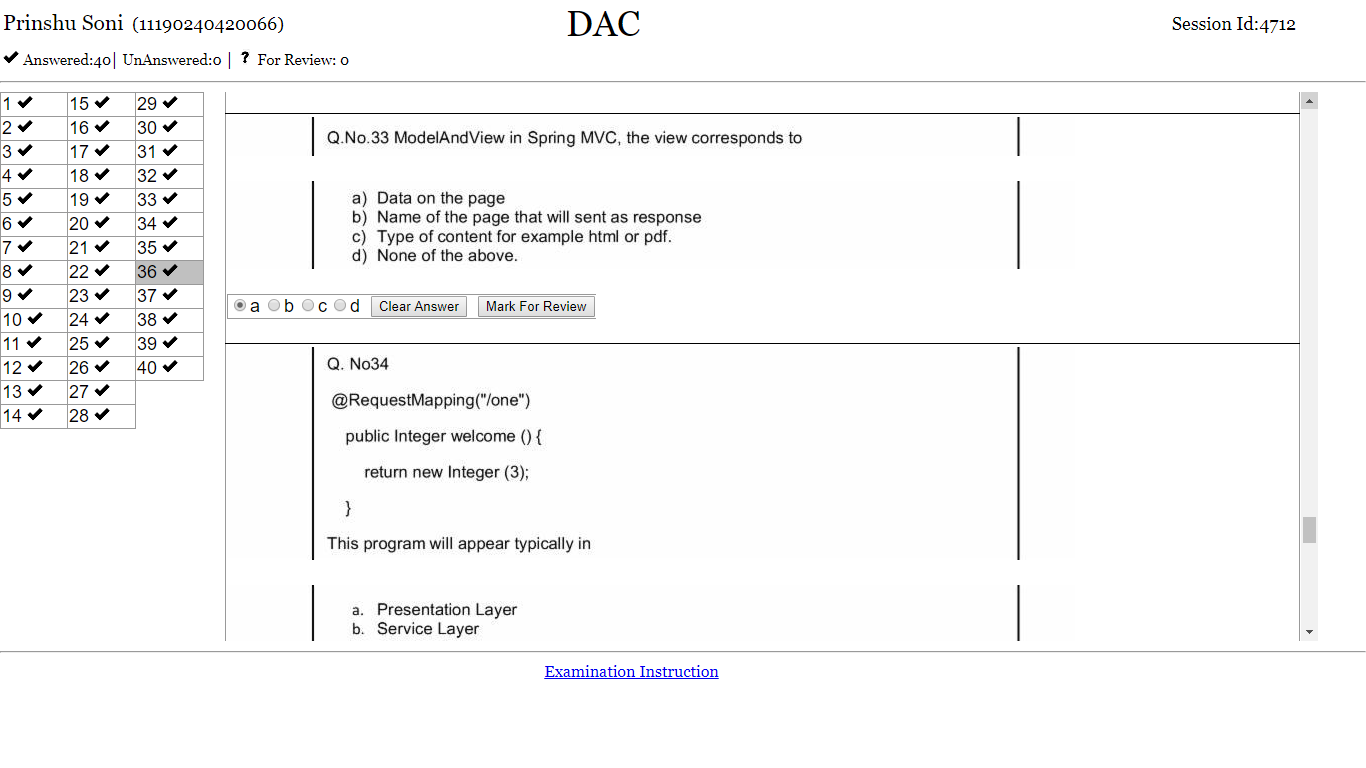 Prinshu Soni (11190240420066)
DAC
Session Id:4712
✔ Answered:40| UnAnswered:0 | ? For Review: 0
1 ✔ 15 ✔ 29 ✔
2 ✔ 16 ✔ 30 ✔
3 ✔ 17 ✔ 31 ✔
4 ✔ 18 ✔ 32 ✔
5 ✔ 19 ✔ 33 ✔
6 ✔ 20 ✔ 34 ✔
7 ✔ 21 ✔ 35 ✔
8 ✔ 22 ✔ 36 ✔
9 ✔ 23 ✔ 37 ✔
10 ✔ 24 ✔ 38 ✔
11 ✔ 25 ✔ 39 ✔
12 ✔ 26 ✔ 40 ✔
13 ✔ 27 ✔
14 ✔ 28 ✔
Q.No.33 ModelAndView in Spring MVC, the view corresponds to
a) Data on the page
b) Name of the page that will sent as response
c) Type of content for example html or pdf.
d) None of the above.
a b c d Clear Answer Mark For Review
Q. No34
@RequestMapping("/one")
public Integer welcome () {
return new Integer (3);
}
This program will appear typically in
a. Presentation Layer
b. Service Layer
Examination Instruction